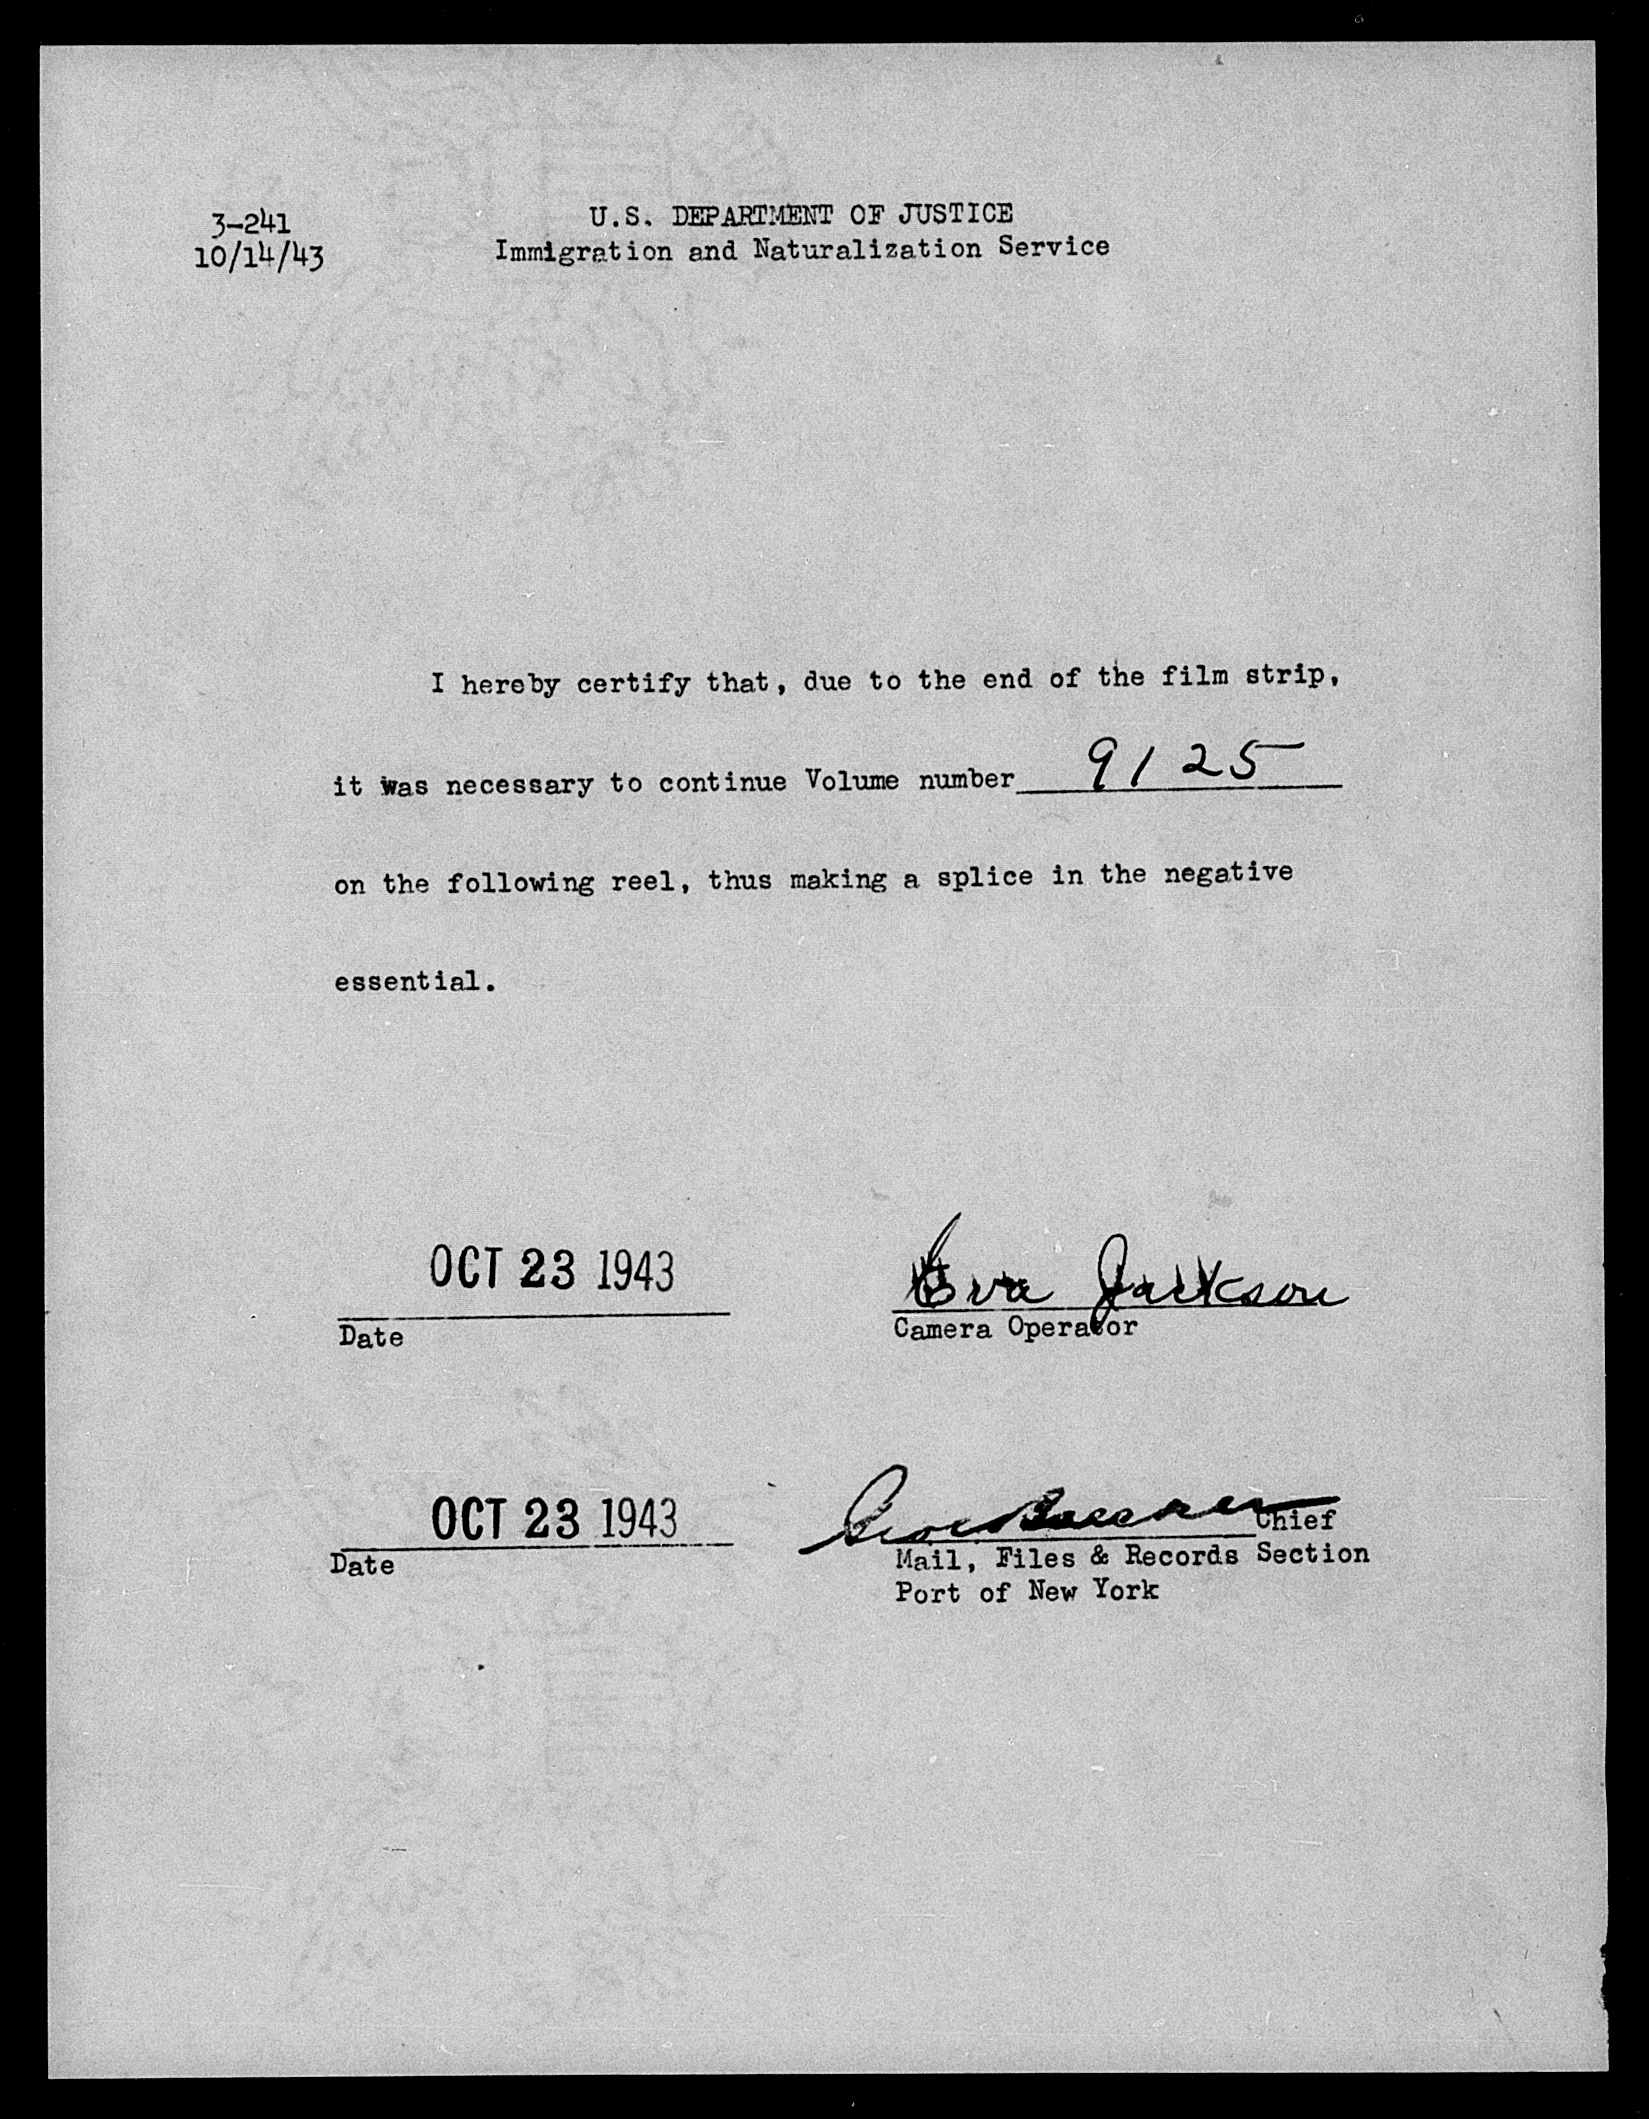 3-241
10/14/43
U.S. DEPARTMENT OF JUSTICE
Immigration and Naturalization Service
I hereby certify that, due to the end of the film strip,
it was necessary to continue Volume number 9125
on the following reel, thus making a splice in the negative
essential.
OCT 23 1943
Date
Eva Jackson
Camera Operator
OCT 23 1943
Date
Chief
Mail, Files & Records Section
Port of New York